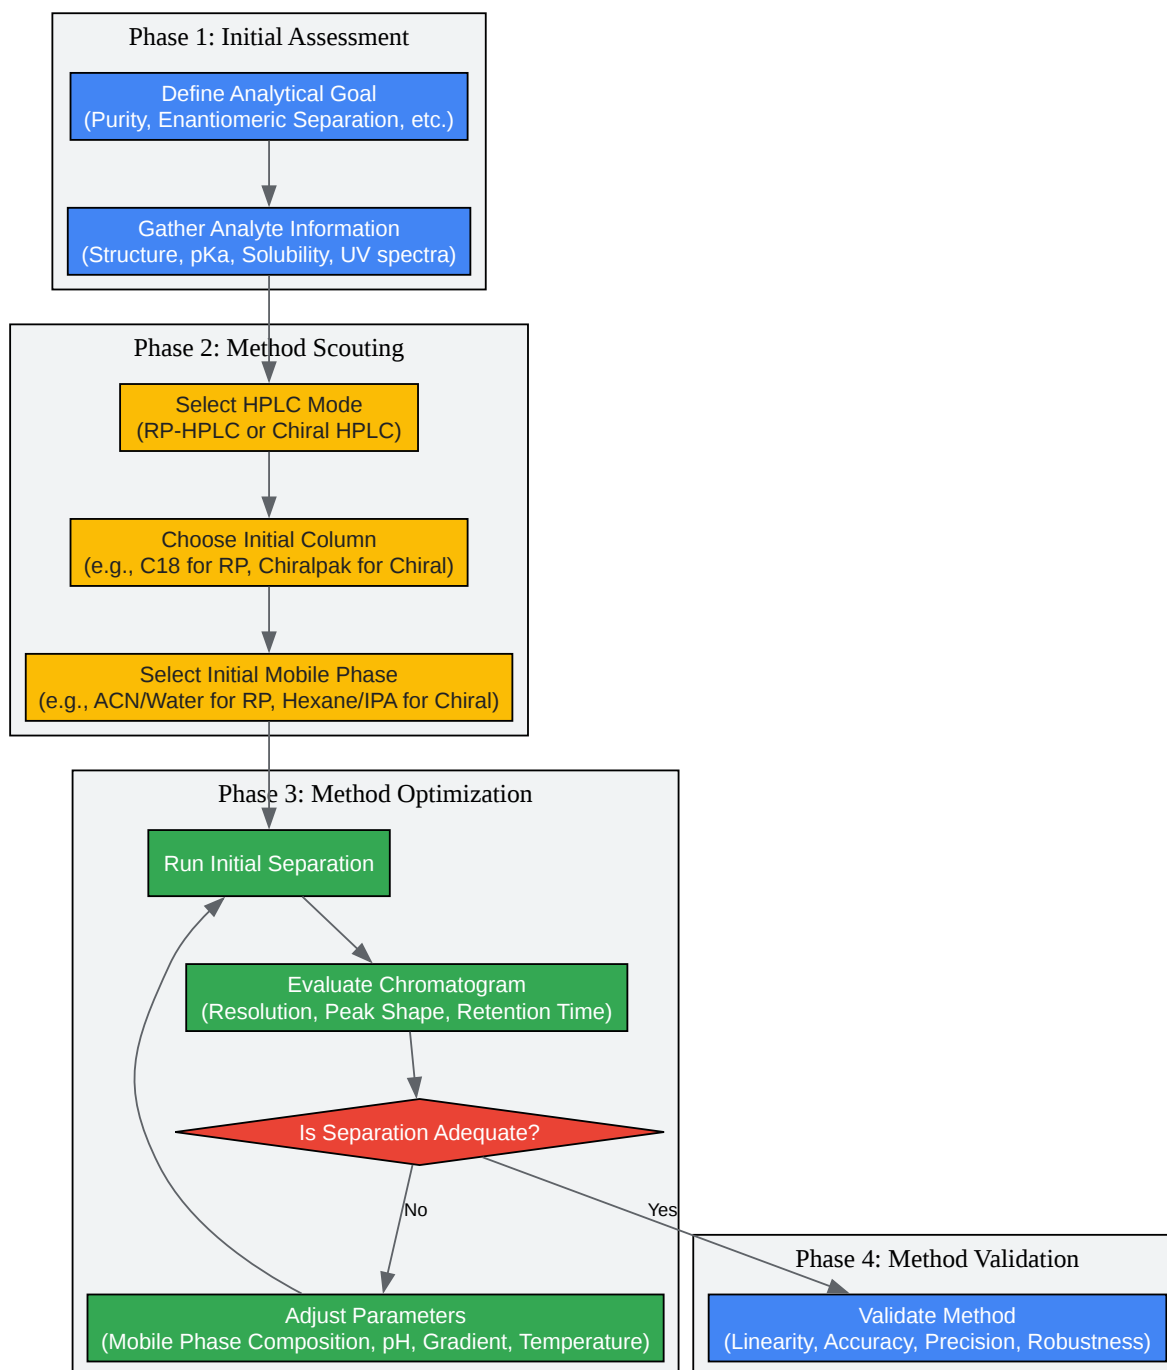 Phase 1: Initial Assessment
Define Analytical Goal
(Purity, Enantiomeric Separation, etc.)
Gather Analyte Information
(Structure, pKa, Solubility, UV spectra)
Phase 2: Method Scouting
Select HPLC Mode
(RP-HPLC or Chiral HPLC)
Choose Initial Column
(e.g., C18 for RP, Chiralpak for Chiral)
Select Initial Mobile Phase
(e.g., ACN/Water for RP, Hexane/IPA for Chiral)
Phase 3: Method Optimization
Run Initial Separation
Evaluate Chromatogram
(Resolution, Peak Shape, Retention Time)
Is Separation Adequate?
No
Yes
Adjust Parameters
(Mobile Phase Composition, pH, Gradient, Temperature)
Phase 4: Method Validation
Validate Method
(Linearity, Accuracy, Precision, Robustness)